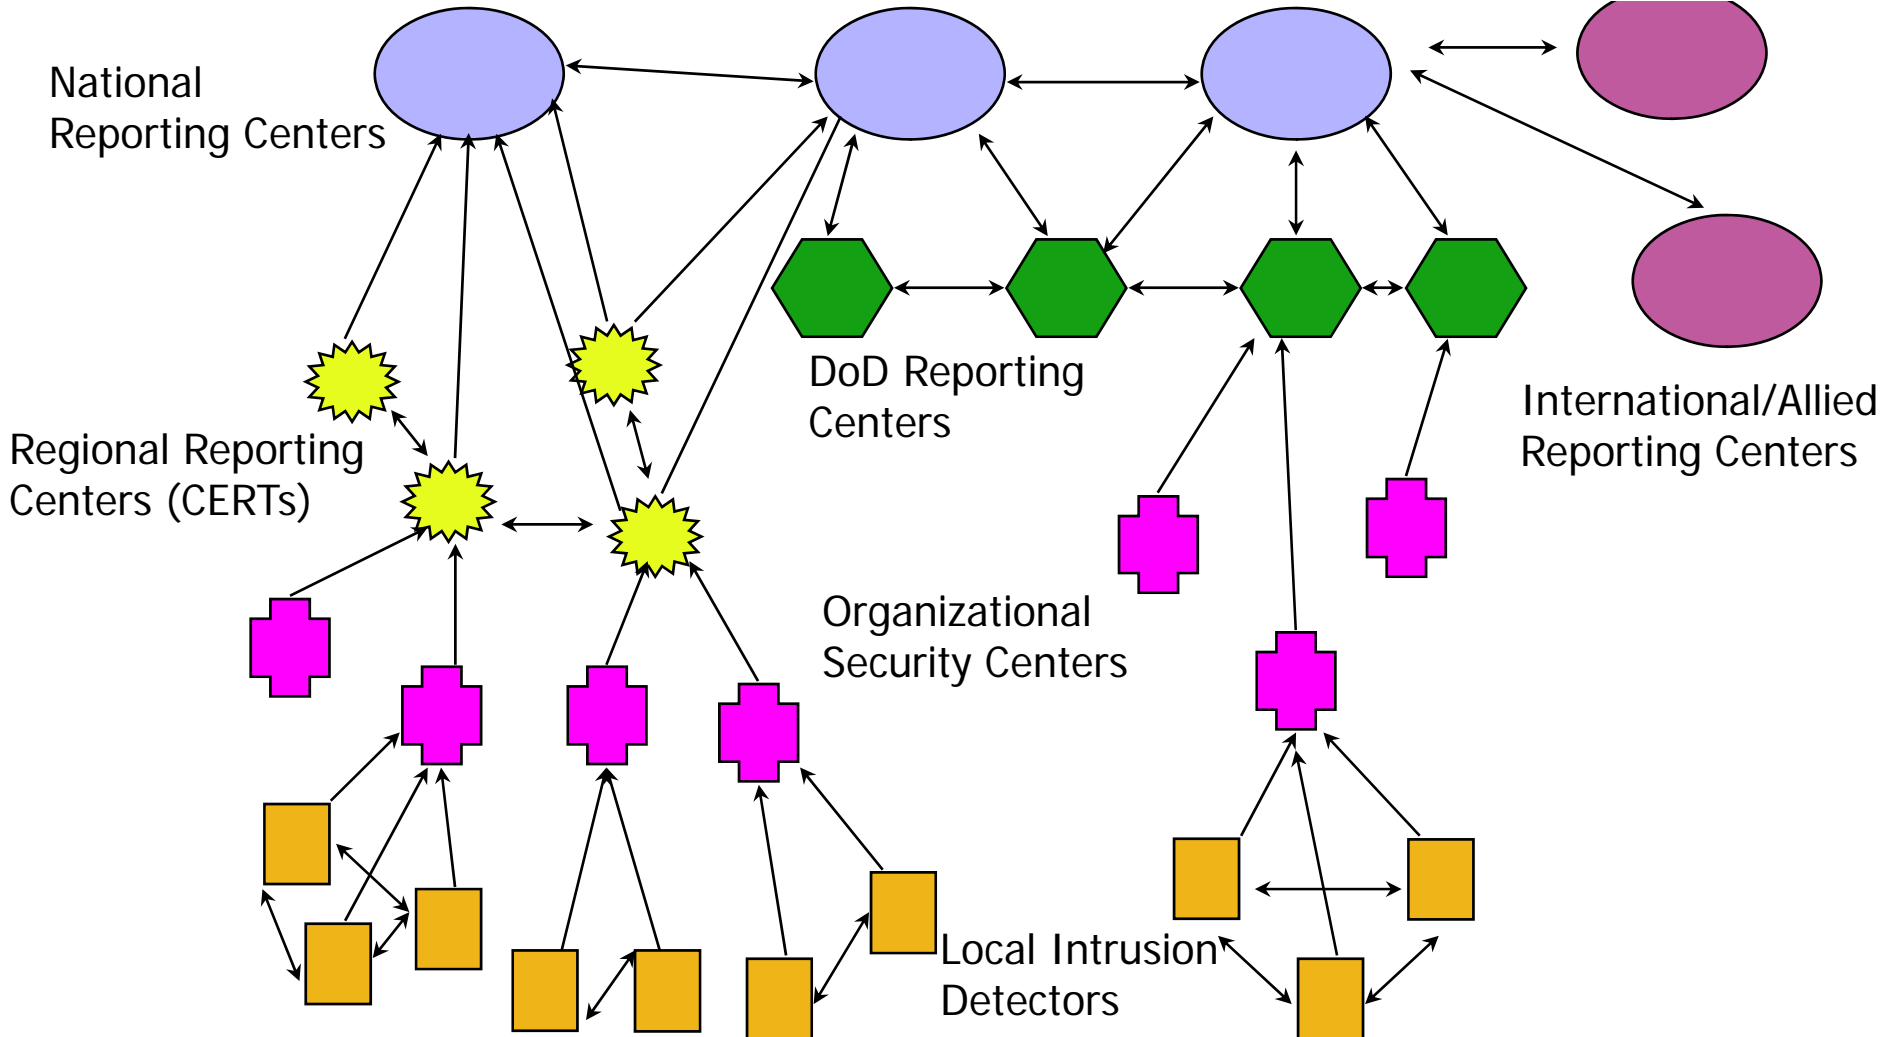 National
Reporting Centers
DoD Reporting
Centers
International/Allied
Reporting Centers
Regional Reporting
Centers (CERTs)
Organizational
Security Centers
Local Intrusion
Detectors